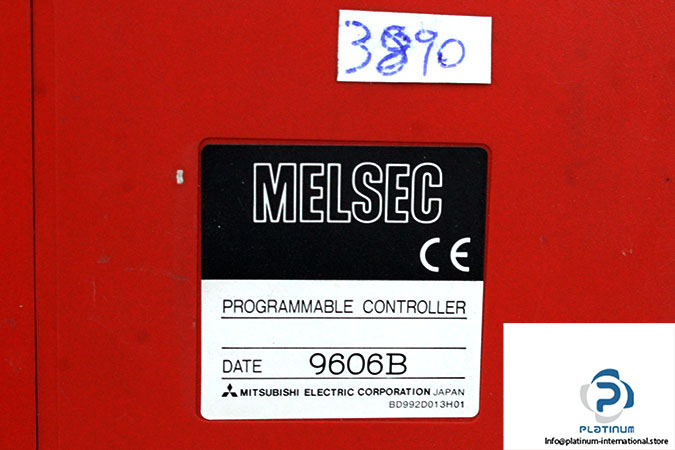 3890
MELSEC
CE
PROGRAMMABLE CONTROLLER
DATE 9606B
MITSUBISHI ELECTRIC CORPORATION JAPAN
BD992D013H01
PLATINUM
Info@platinum-international.store